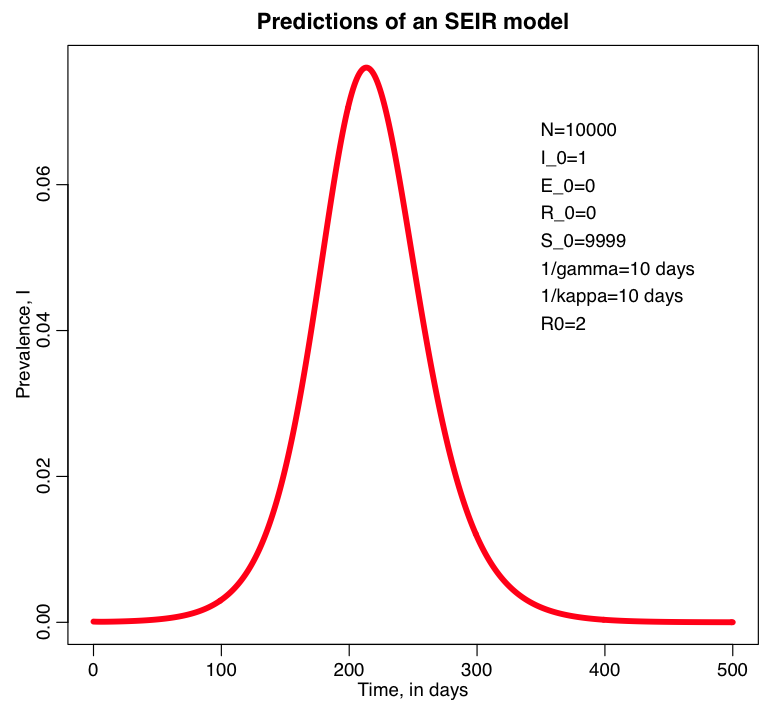 Predictions of an SEIR model
N=10000
I_0=1
E_0=0
R_0=0
S_0=9999
1/gamma=10 days
1/kappa=10 days
R0=2
Prevalence, I
0.06
0.04
0.02
0.00
0 100 200 300 400 500
Time, in days